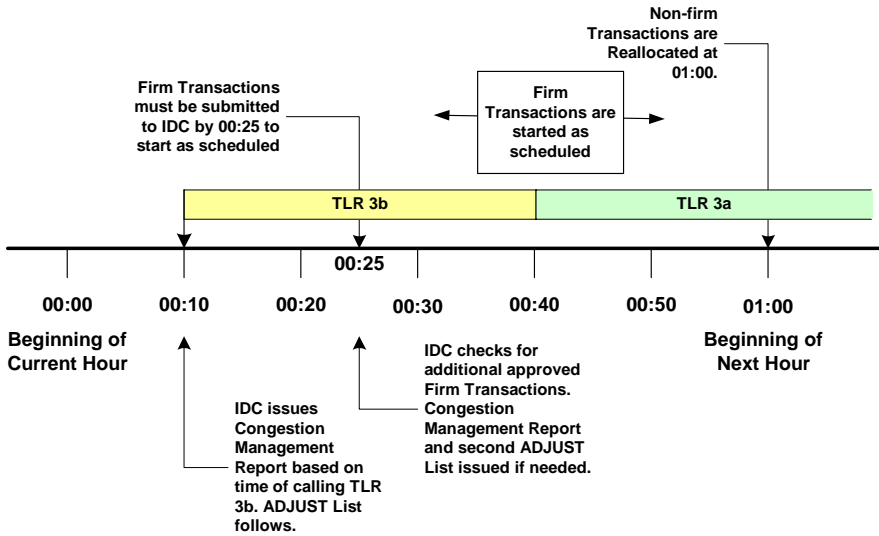 Non-firm
Transactions are
Reallocated at
01:00.
Firm Transactions
must be submitted
to IDC by 00:25 to
start as scheduled
Firm
Transactions are
started as
scheduled
TLR 3b
TLR 3a
00:25
00:00
00:10
00:20
00:30
00:40
00:50
01:00
Beginning of
Current Hour
Beginning of
Next Hour
IDC issues
Congestion
Management
Report based on
time of calling TLR
3b. ADJUST List
follows.
IDC checks for
additional approved
Firm Transactions.
Congestion
Management Report
and second ADJUST
List issued if needed.